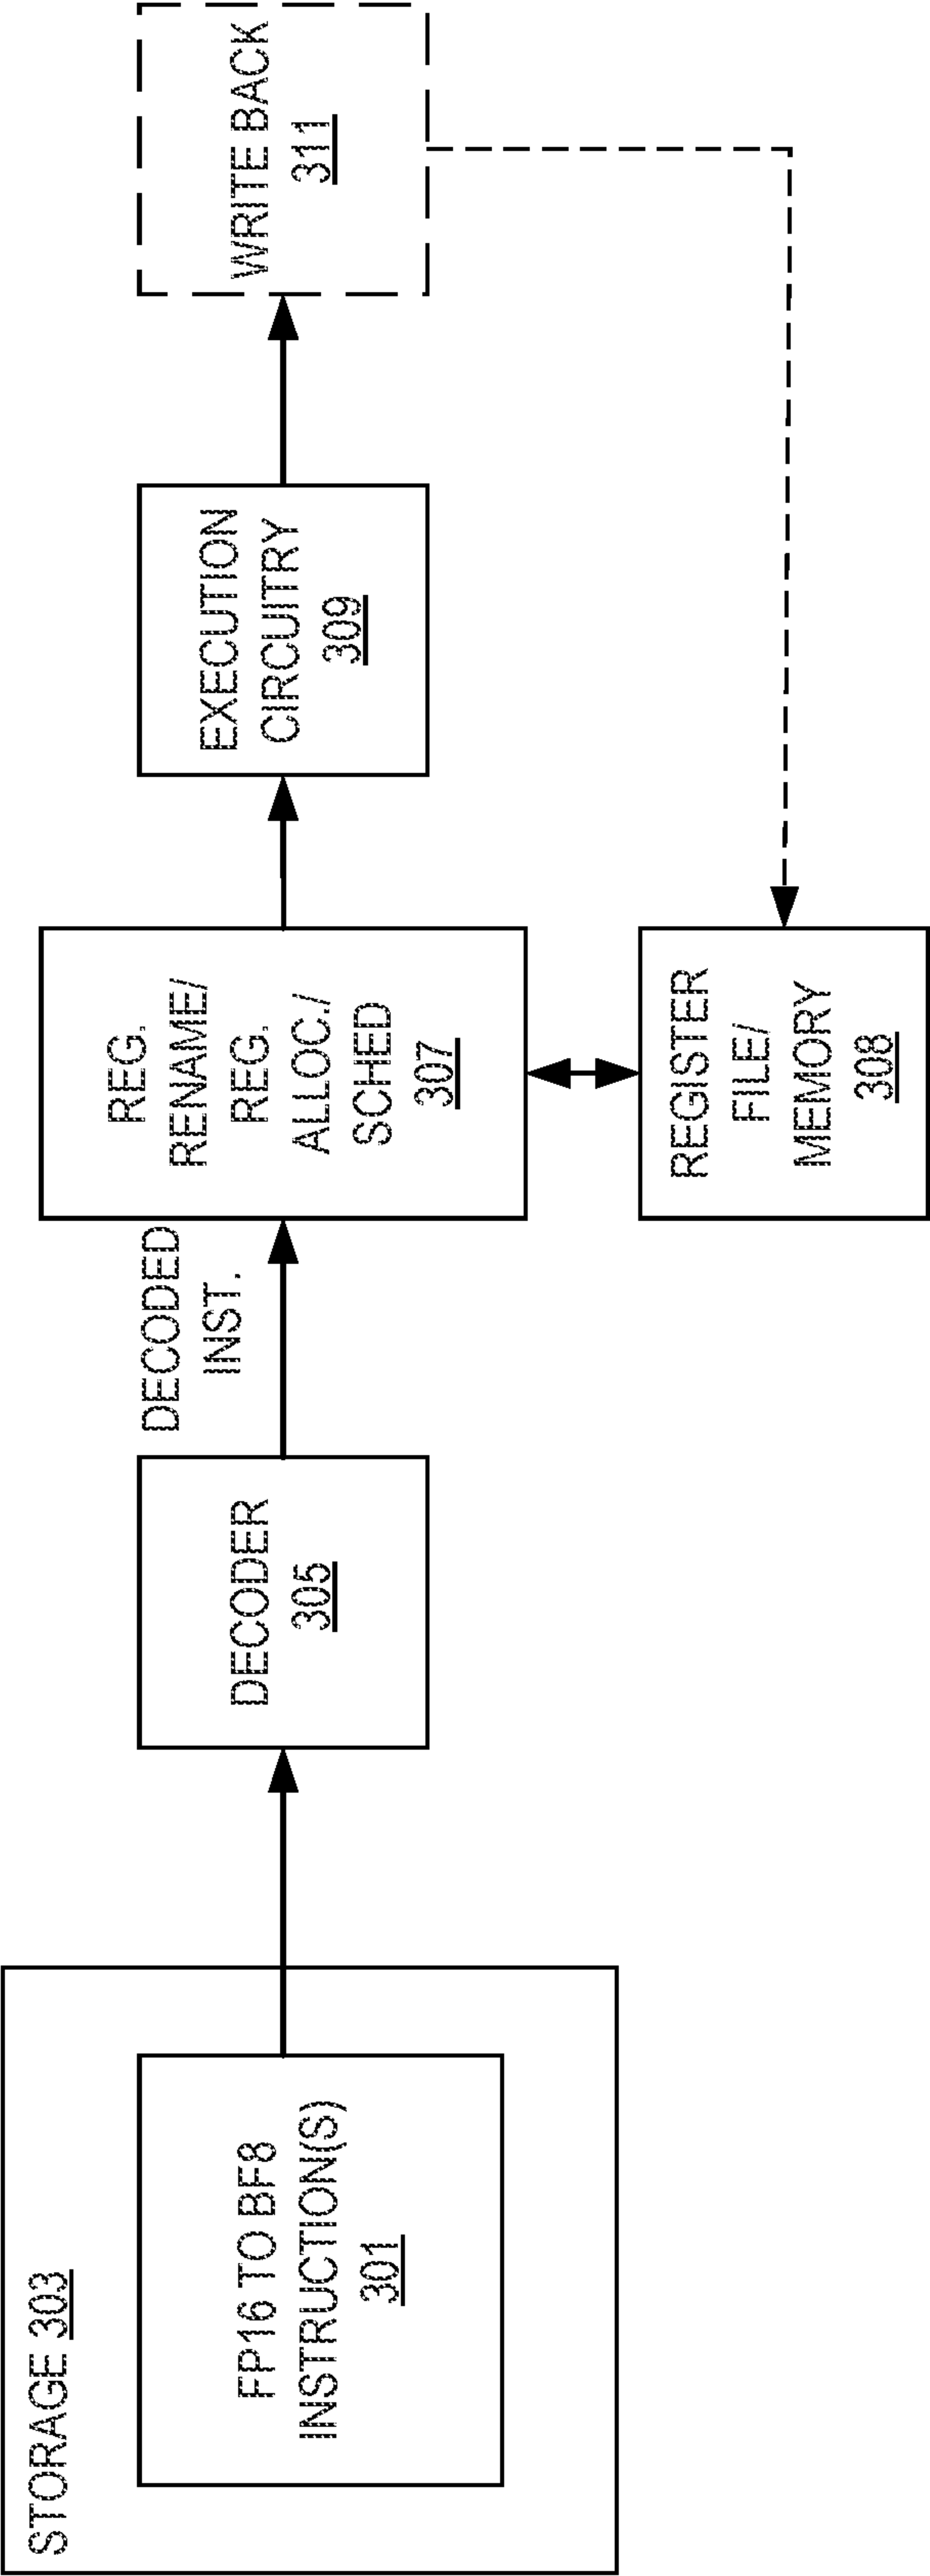 STORAGE 303
FP16 TO BF8
INSTRUCTION(S)
301
DECODER
305
DECODED
INST.
REG.
RENAME/
REG.
ALLOC./
SCHED
307
REGISTER
FILE/
MEMORY
308
EXECUTION
CIRCUITRY
309
WRITE BACK
311